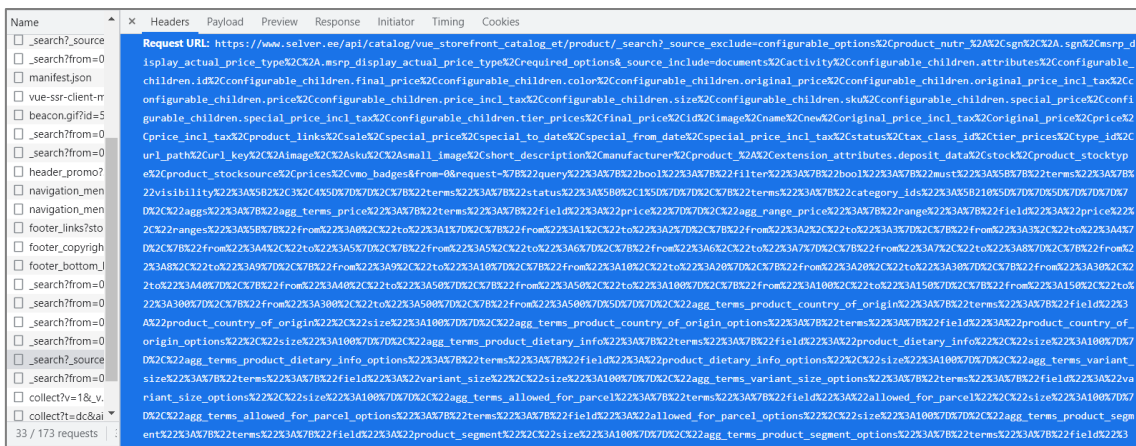 Name
× Headers Payload Preview Response Initiator Timing Cookies
_search?_source
_search?from=0
manifest.json
vue-ssr-client-m
beacon.gif?id=5
_search?from=0
_search?from=0
header_promo?
navigation_men
navigation_men
footer_links?sto
footer_copyrigh
footer_bottom_l
_search?from=0
_search?from=0
_search?from=0
_search?from=0
_search?_source
_search?from=0
collect?v=1&_v.
collect?t=dc&ai
33 / 173 requests
Request URL: https://www.selver.ee/api/catalog/vue_storefront_catalog_et/product/_search?_source_exclude=configurable_options%2Cproduct_nutr_%2A%2Csgn%2C%2A.sgn%2Cmsrp_d
isplay_actual_price_type%2C%2A.msrp_display_actual_price_type%2Crequired_options&_source_include=documents%2Cactivity%2Cconfigurable_children.attributes%2Cconfigurable_
children.id%2Cconfigurable_children.final_price%2Cconfigurable_children.color%2Cconfigurable_children.original_price%2Cconfigurable_children.original_price_incl_tax%2Cc
onfigurable_children.price%2Cconfigurable_children.price_incl_tax%2Cconfigurable_children.size%2Cconfigurable_children.sku%2Cconfigurable_children.special_price%2Cconfi
gurable_children.tier_prices%2Cfinal_price%2Cid%2Cimage%2Cname%2Cnew%2Coriginal_price_incl_tax%2Coriginal_price%2Cprice%2
Cprice_incl_tax%2Cproduct_links%2Csale%2Cspecial_price%2Cspecial_to_date%2Cspecial_from_date%2Cspecial_price_incl_tax%2Cstatus%2Ctax_class_id%2Ctier_prices%2Ctype_id%2C
url_path%2Curl_key%2C%2Aimage%2C%2Asku%2C%2Asmall_image%2Cshort_description%2Cmanufacturer%2Cproduct_%2A%2Cextension_attributes.deposit_data%2Cstock%2Cproduct_stocktyp
e%2Cproduct_stocksource%2Cprices%2Cvmo_badges&from=0&request=%7B%22query%22%3A%7B%22bool%22%3A%7B%22filter%22%3A%7B%22bool%22%3A%7B%22must%22%3A%5B%7B%22terms%22%3A%7B%
22visibility%22%3A%5B2%2C3%2C4%5D%7D%7D%2C%7B%22terms%22%3A%7B%22status%22%3A%5B0%2C1%5D%7D%7D%2C%7B%22terms%22%3A%7B%22category_ids%22%3A%5B210%5D%7D%7D%5D%7D%7D%7D%7
D%2C%22aggs%22%3A%7B%22agg_terms_price%22%3A%7B%22terms%22%3A%7B%22field%22%3A%22price%22%7D%7D%2C%22agg_range_price%22%3A%7B%22range%22%3A%7B%22field%22%3A%22price%22%
2C%22ranges%22%3A%5B%7B%22from%22%3A0%2C%22to%22%3A1%7D%2C%7B%22from%22%3A1%2C%22to%22%3A2%7D%2C%7B%22from%22%3A2%2C%22to%22%3A3%7D%2C%7B%22from%22%3A3%2C%22to%22%3A4%7
D%2C%7B%22from%22%3A4%2C%22to%22%3A5%7D%2C%7B%22from%22%3A5%2C%22to%22%3A6%7D%2C%7B%22from%22%3A6%2C%22to%22%3A7%7D%2C%7B%22from%22%3A7%2C%22to%22%3A8%7D%2C%7B%22from%2
2%3A8%2C%22to%22%3A9%7D%2C%7B%22from%22%3A9%2C%22to%22%3A10%7D%2C%7B%22from%22%3A10%2C%22to%22%3A20%7D%2C%7B%22from%22%3A20%2C%22to%22%3A30%7D%2C%7B%22from%22%3A30%2C%2
2to%22%3A40%7D%2C%7B%22from%22%3A40%2C%22to%22%3A50%7D%2C%7B%22from%22%3A50%2C%22to%22%3A100%7D%2C%7B%22from%22%3A100%2C%22to%22%3A150%7D%2C%7B%22from%22%3A150%2C%22to%
22%3A300%7D%2C%7B%22from%22%3A300%2C%22to%22%3A500%7D%2C%7B%22from%22%3A500%7D%5D%7D%7D%2C%22agg_terms_product_country_of_origin%22%3A%7B%22terms%22%3A%7B%22field%22%3
A%22product_country_of_origin%22%2C%22size%22%3A100%7D%7D%2C%22agg_terms_product_country_of_origin_options%22%3A%7B%22terms%22%3A%7B%22field%22%3A%22product_country_of_
origin_options%22%2C%22size%22%3A100%7D%7D%2C%22agg_terms_product_dietary_info%22%3A%7B%22terms%22%3A%7B%22field%22%3A%22product_dietary_info%22%2C%22size%22%3A100%7D%7
D%2C%22agg_terms_product_dietary_info_options%22%3A%7B%22terms%22%3A%7B%22field%22%3A%22product_dietary_info_options%22%2C%22size%22%3A100%7D%7D%2C%22agg_terms_variant_
size%22%3A%7B%22terms%22%3A%7B%22field%22%3A%22variant_size%22%2C%22size%22%3A100%7D%7D%2C%22agg_terms_variant_size_options%22%3A%7B%22terms%22%3A%7B%22field%22%3A%22va
riant_size_options%22%2C%22size%22%3A100%7D%7D%2C%22agg_terms_allowed_for_parcel%22%3A%7B%22terms%22%3A%7B%22field%22%3A%22allowed_for_parcel%22%2C%22size%22%3A100%7D%7
D%2C%22agg_terms_allowed_for_parcel_options%22%3A%7B%22terms%22%3A%7B%22field%22%3A%22allowed_for_parcel_options%22%2C%22size%22%3A100%7D%7D%2C%22agg_terms_product_segm
ent%22%3A%7B%22terms%22%3A%7B%22field%22%3A%22product_segment%22%2C%22size%22%3A100%7D%7D%2C%22agg_terms_product_segment_options%22%3A%7B%22terms%22%3A%7B%22field%22%3